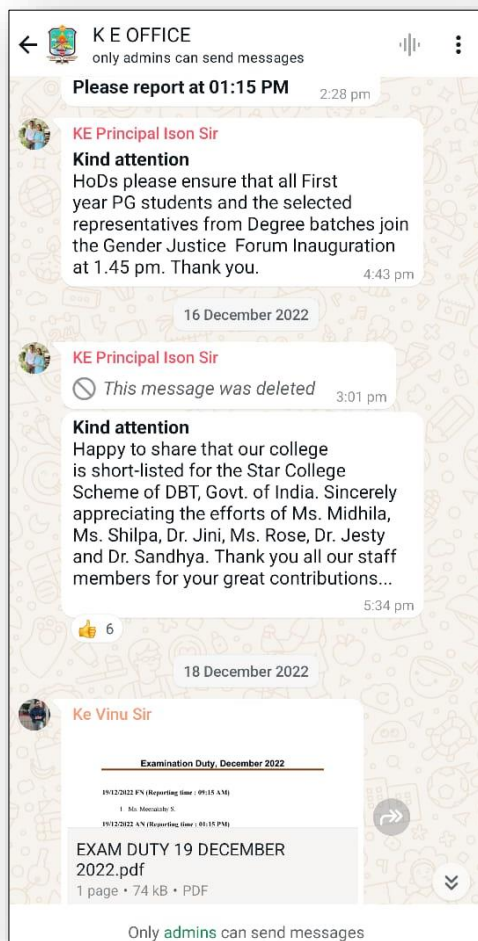 K E OFFICE
only admins can send messages
Please report at 01:15 PM
2:28 pm
KE Principal Ison Sir
Kind attention
HoDs please ensure that all First
year PG students and the selected
representatives from Degree batches join
the Gender Justice Forum Inauguration
at 1.45 pm. Thank you.
4:43 pm
16 December 2022
KE Principal Ison Sir
This message was deleted
3:01 pm
Kind attention
Happy to share that our college
is short-listed for the Star College
Scheme of DBT, Govt. of India. Sincerely
appreciating the efforts of Ms. Midhila,
Ms. Shilpa, Dr. Jini, Ms. Rose, Dr. Jesty
and Dr. Sandhya. Thank you all our staff
members for your great contributions...
5:34 pm
👍 6
18 December 2022
Ke Vinu Sir
Examination Duty, December 2022
19/12/2022 FN (Reporting time : 09:15 AM)
1. Ms. Meenakshy S.
19/12/2022 AN (Reporting time : 01:15 PM)
EXAM DUTY 19 DECEMBER
2022.pdf
1 page • 74 kB • PDF
Only admins can send messages